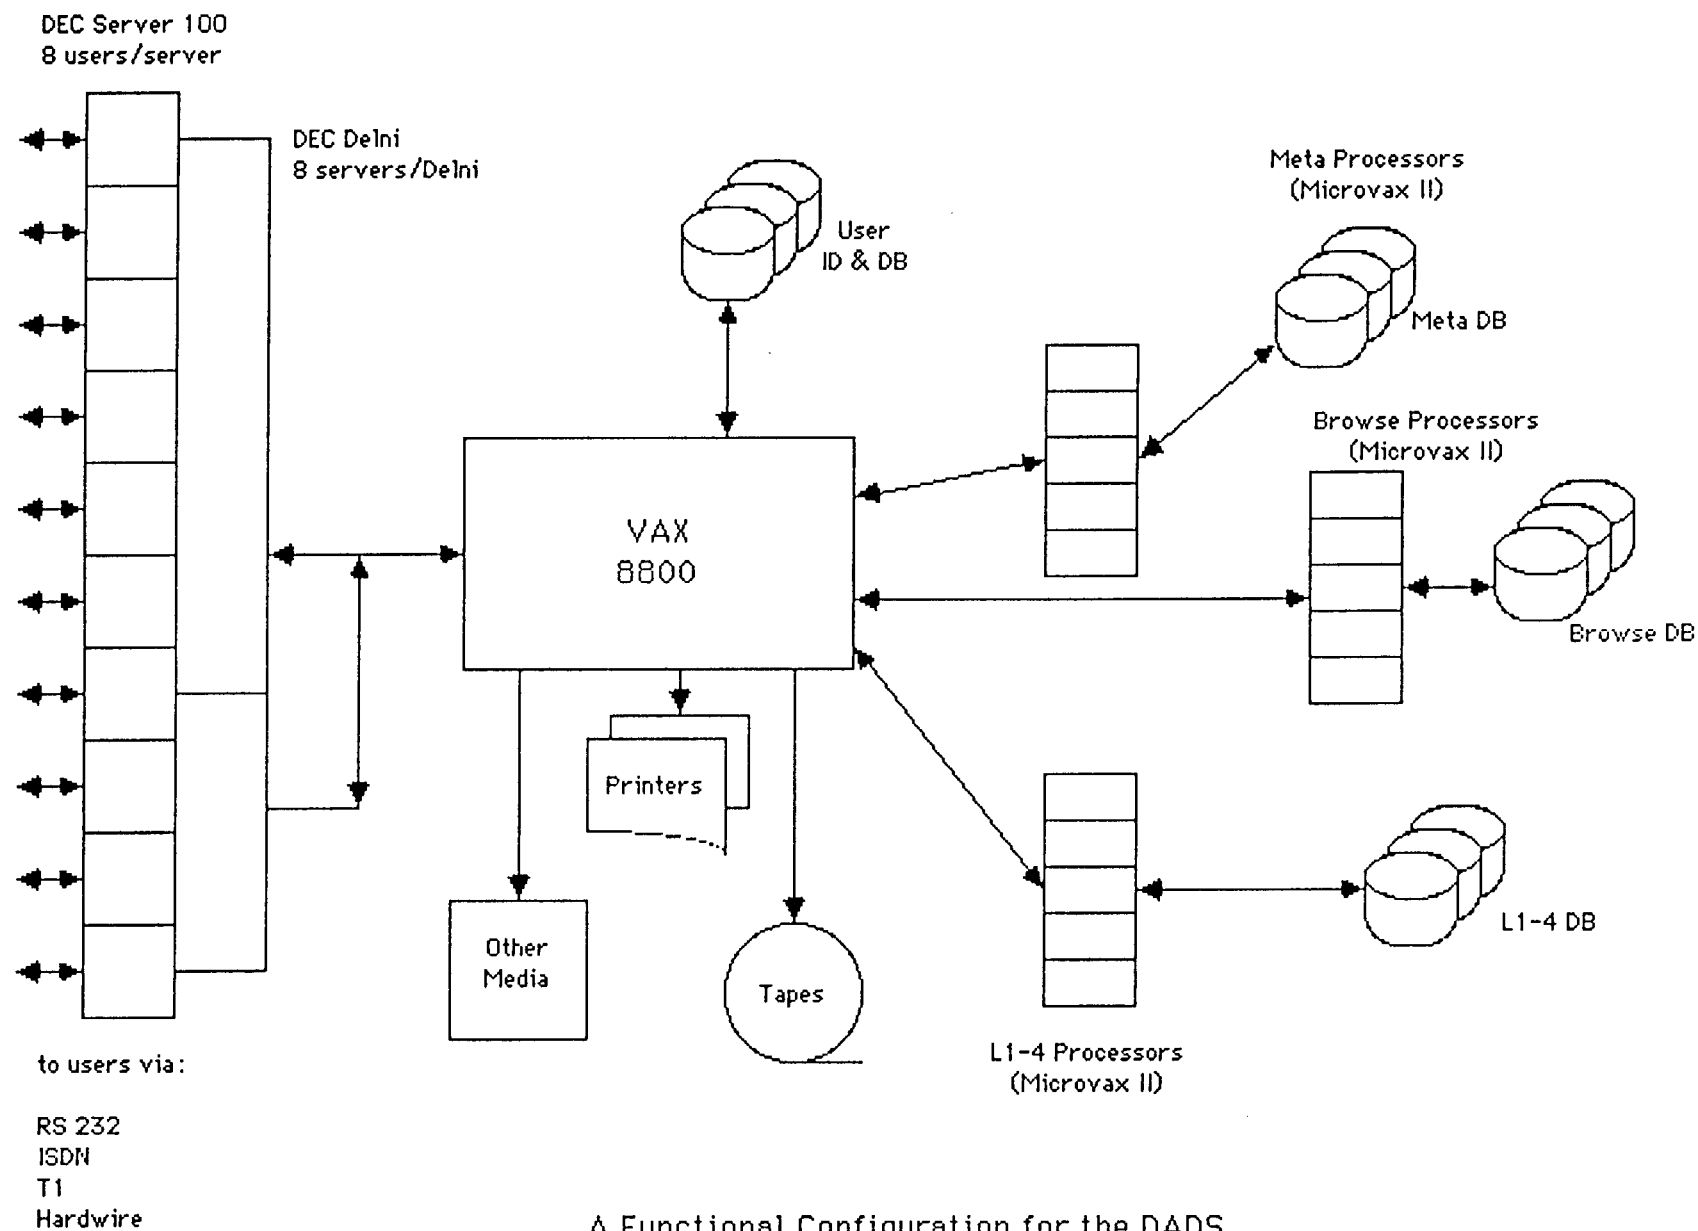 DEC Server 100
8 users/server
DEC Delni
8 servers/Delni
User
ID & DB
Meta Processors
(Microvax II)
Meta DB
Browse Processors
(Microvax II)
Browse DB
VAX
8800
Printers
Other
Media
Tapes
L1-4 DB
L1-4 Processors
(Microvax II)
to users via:
RS 232
ISDN
T1
Hardwire
A Functional Configuration for the DADS